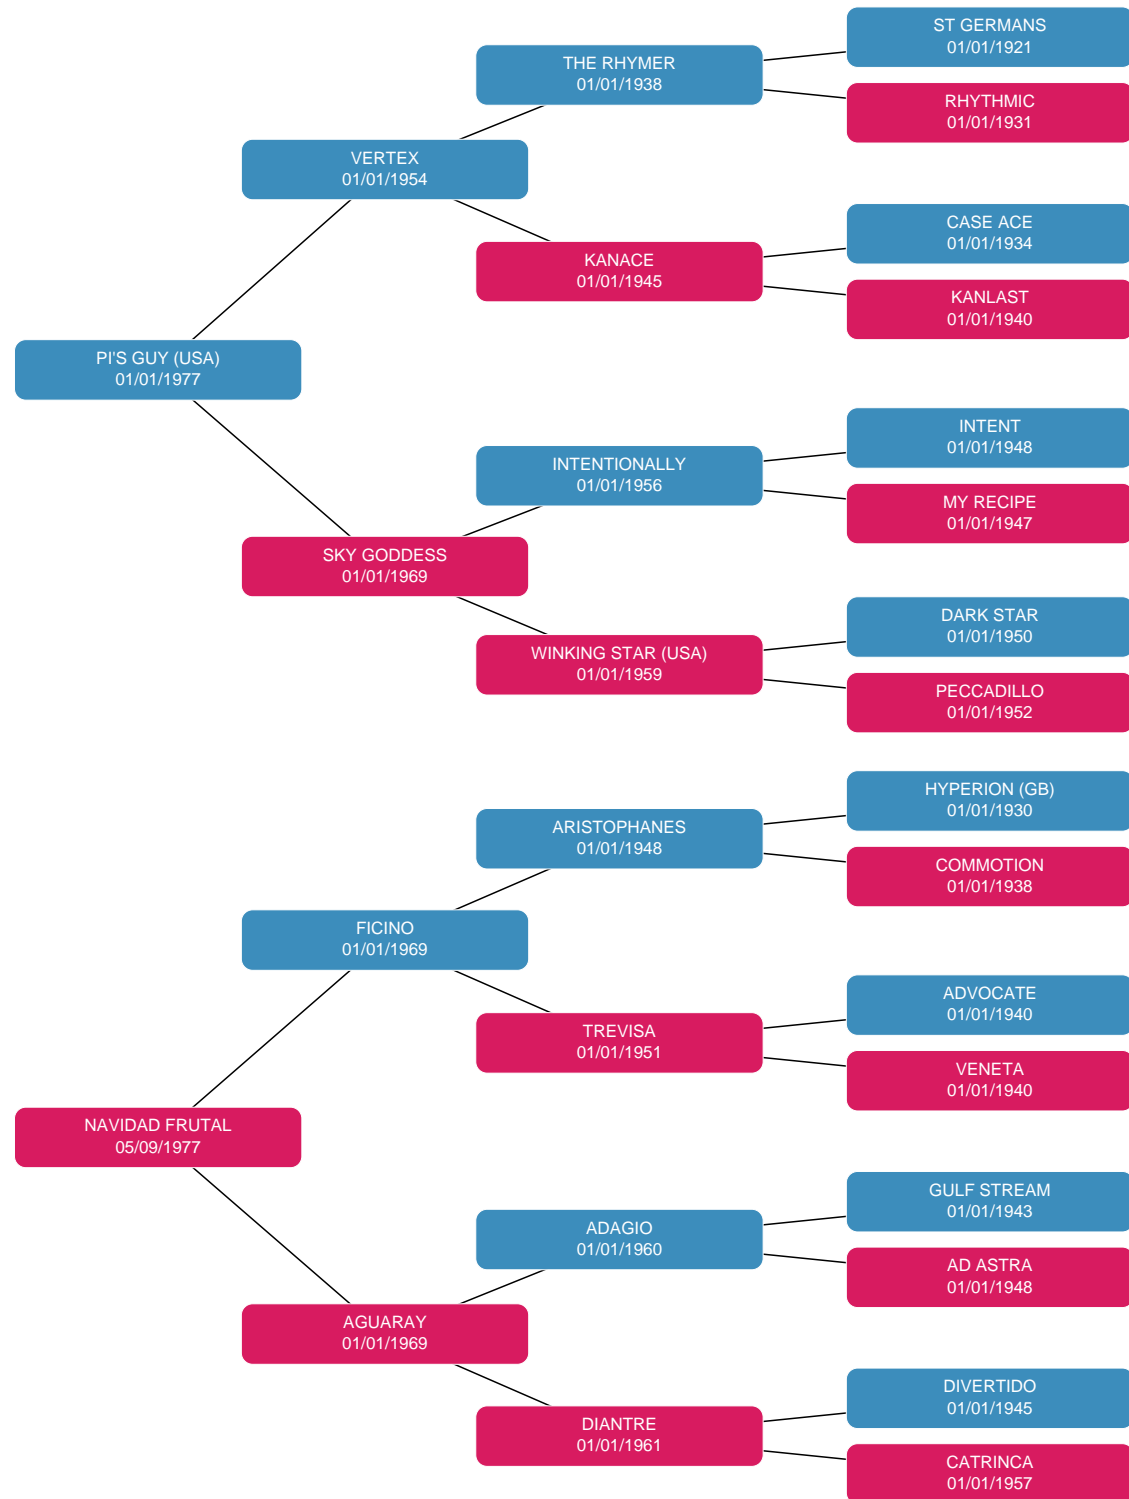 ST GERMANS
01/01/1921
THE RHYMER
01/01/1938
RHYTHMIC
01/01/1931
VERTEX
01/01/1954
CASE ACE
01/01/1934
KANACE
01/01/1945
KANLAST
01/01/1940
PI'S GUY (USA)
01/01/1977
INTENT
01/01/1948
INTENTIONALLY
01/01/1956
MY RECIPE
01/01/1947
SKY GODDESS
01/01/1969
DARK STAR
01/01/1950
WINKING STAR (USA)
01/01/1959
PECCADILLO
01/01/1952
HYPERION (GB)
01/01/1930
ARISTOPHANES
01/01/1948
COMMOTION
01/01/1938
FICINO
01/01/1969
ADVOCATE
01/01/1940
TREVISA
01/01/1951
VENETA
01/01/1940
NAVIDAD FRUTAL
05/09/1977
GULF STREAM
01/01/1943
ADAGIO
01/01/1960
AD ASTRA
01/01/1948
AGUARAY
01/01/1969
DIVERTIDO
01/01/1945
DIANTRE
01/01/1961
CATRINCA
01/01/1957